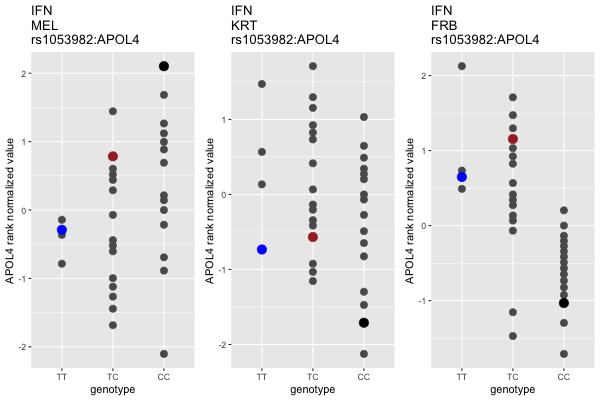 IFN
MEL
rs1053982:APOL4
APOL4 rank normalized value
2
1
0
-1
-2
TT
TC
CC
genotype
IFN
KRT
rs1053982:APOL4
APOL4 rank normalized value
1
0
-1
-2
TT
TC
CC
genotype
IFN
FRB
rs1053982:APOL4
APOL4 rank normalized value
2
1
0
-1
TT
TC
CC
genotype